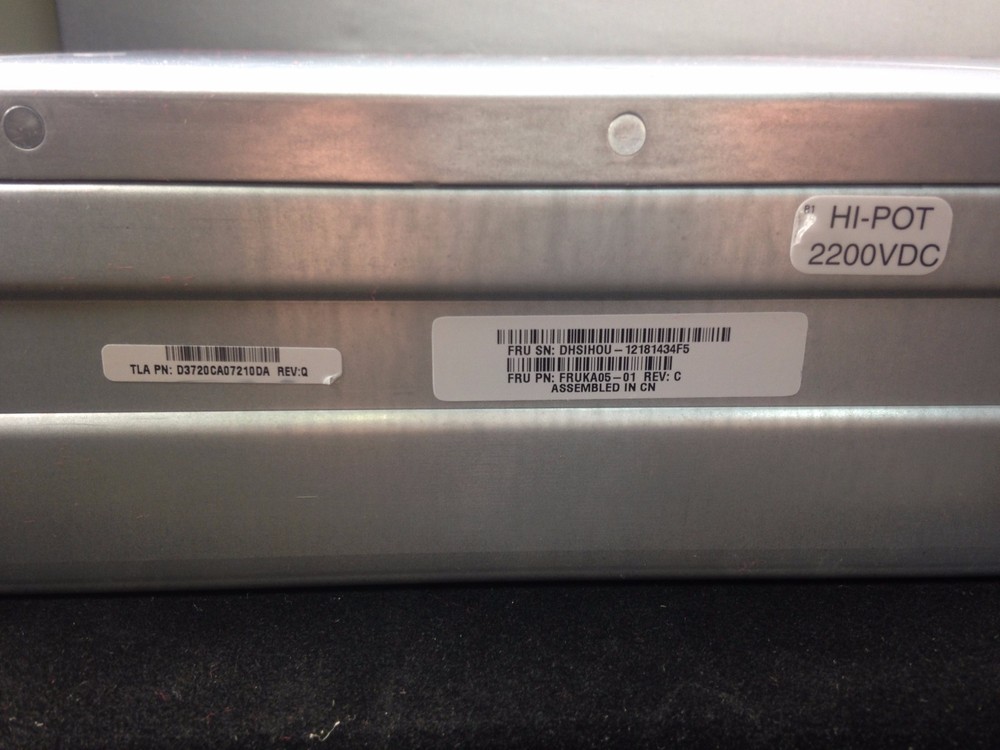 R1 HI-POT
2200VDC
TLA PN: D3720CA07210DA REV:Q
FRU SN: DHSIHOU-12181434F5
FRU PN: FRUKA05-01 REV: C
ASSEMBLED IN CN